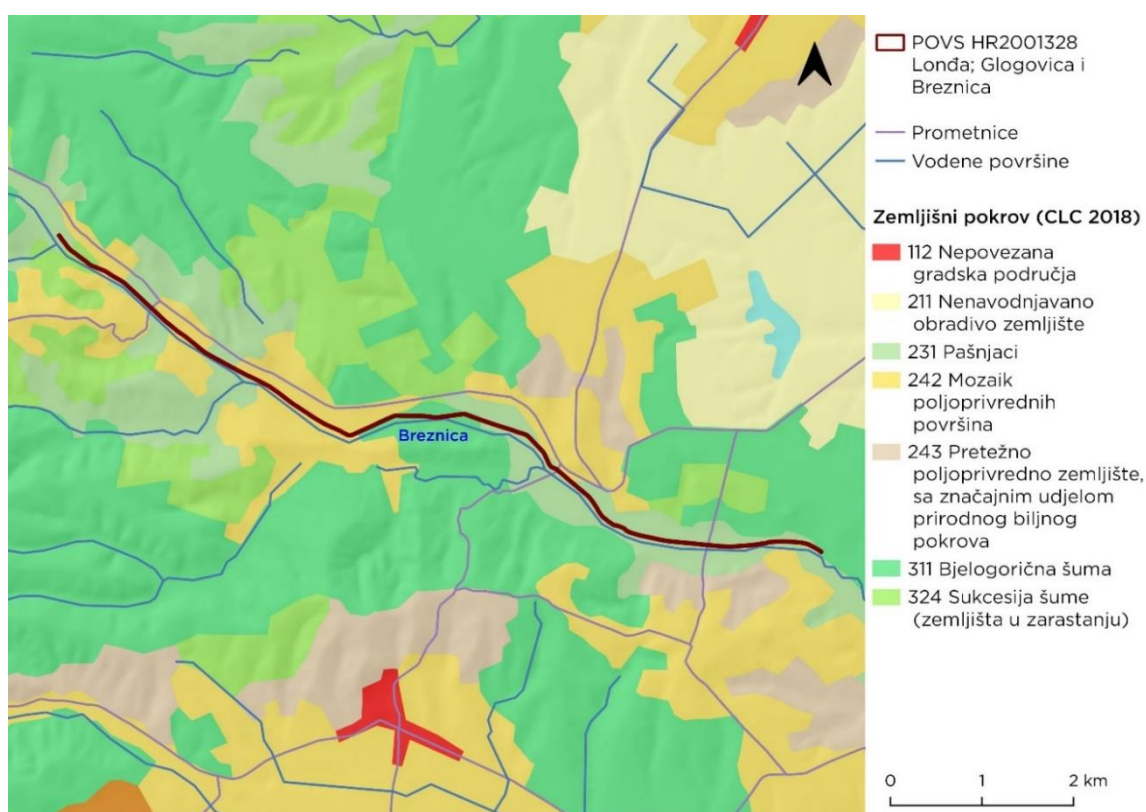 Breznica
POVS HR2001328
Londa; Glogovica i
Breznica
Prometnice
Vodene površine
Zemljišni pokrov (CLC 2018)
112 Nepovezana
gradska područja
211 Nenavodnjavano
obradivo zemljište
231 Pašnjaci
242 Mozaik
poljoprivrednih
površina
243 Pretežno
poljoprivredno zemljište,
sa značajnim udjelom
prirodnog biljnog
pokrova
311 Bjelogorična šuma
324 Sukcesija šume
(zemljišta u zarastanju)
0 1 2 km